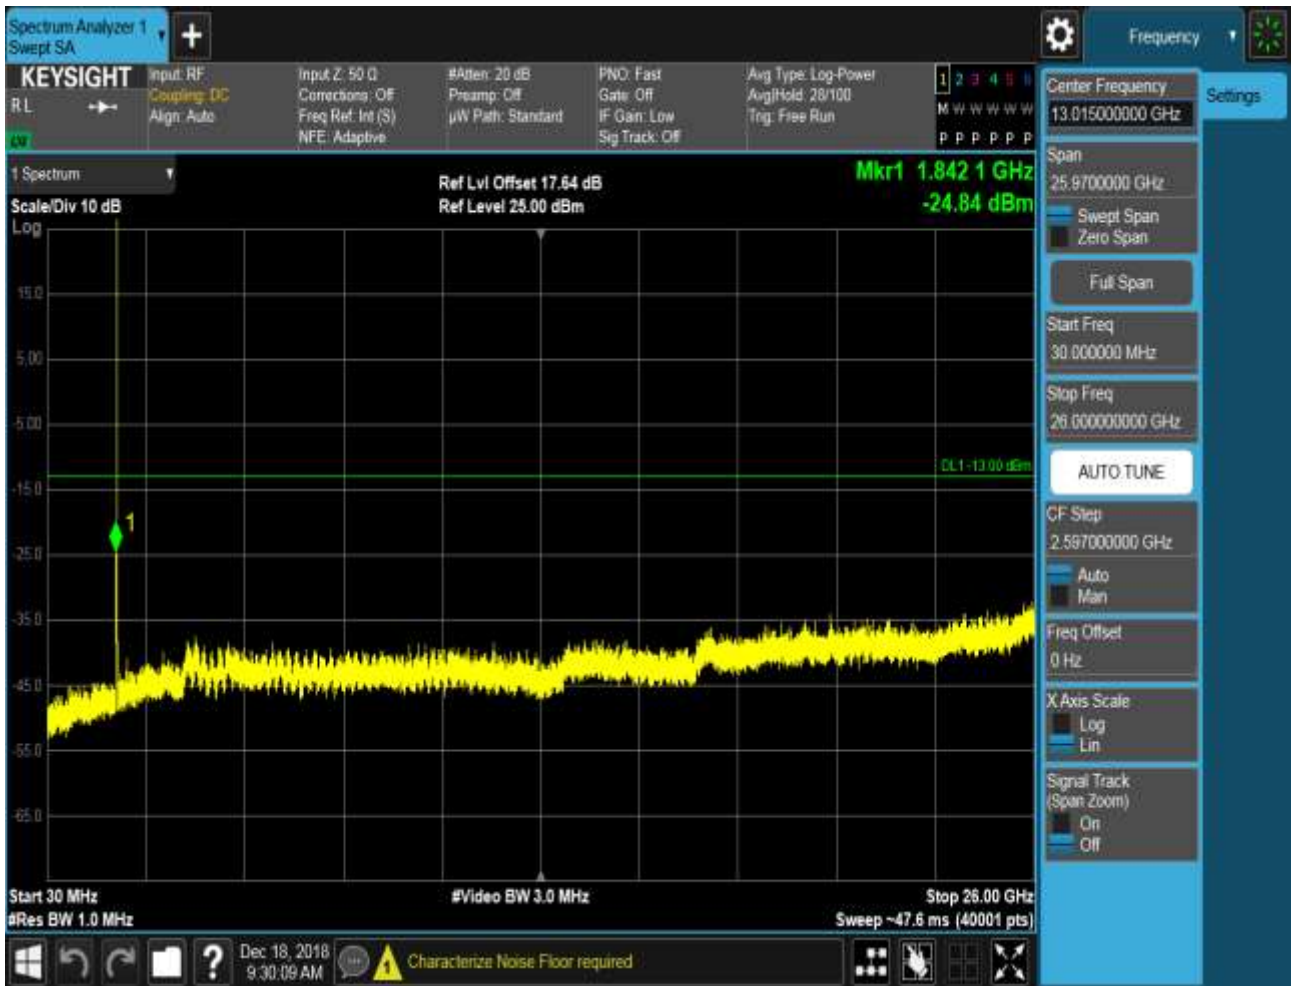 Spectrum Analyzer 1
Swept SA
+
Frequency
KEYSIGHT
RL
Input: RF
Coupling: DC
Align: Auto
Input Z: 50 Ω
Corrections: Off
Freq Ref: Int (S)
NFE: Adaptive
#Atten: 20 dB
Preamp: Off
µW Path: Standard
PNO: Fast
Gate: Off
IF Gain: Low
Sig Track: Off
Avg Type: Log-Power
Avg|Hold: 28/100
Trig: Free Run
1 2 3 4 5 6
M W W W W W
P P P P P P
1 Spectrum
Scale/Div 10 dB
Log
Ref Lvl Offset 17.64 dB
Ref Level 25.00 dBm
Mkr1 1.842 1 GHz
-24.84 dBm
15.0
5.00
-5.00
DL1 -13.00 dBm
-15.0
1
-25.0
-35.0
-45.0
-55.0
-65.0
Start 30 MHz
#Res BW 1.0 MHz
#Video BW 3.0 MHz
Stop 26.00 GHz
Sweep ~47.6 ms (40001 pts)
Center Frequency
13.015000000 GHz
Settings
Span
25.9700000 GHz
Swept Span
Zero Span
Full Span
Start Freq
30.000000 MHz
Stop Freq
26.000000000 GHz
AUTO TUNE
CF Step
2.597000000 GHz
Auto
Man
Freq Offset
0 Hz
X Axis Scale
Log
Lin
Signal Track
(Span Zoom)
On
Off
?
Dec 18, 2018
9:30:09 AM
1
Characterize Noise Floor required